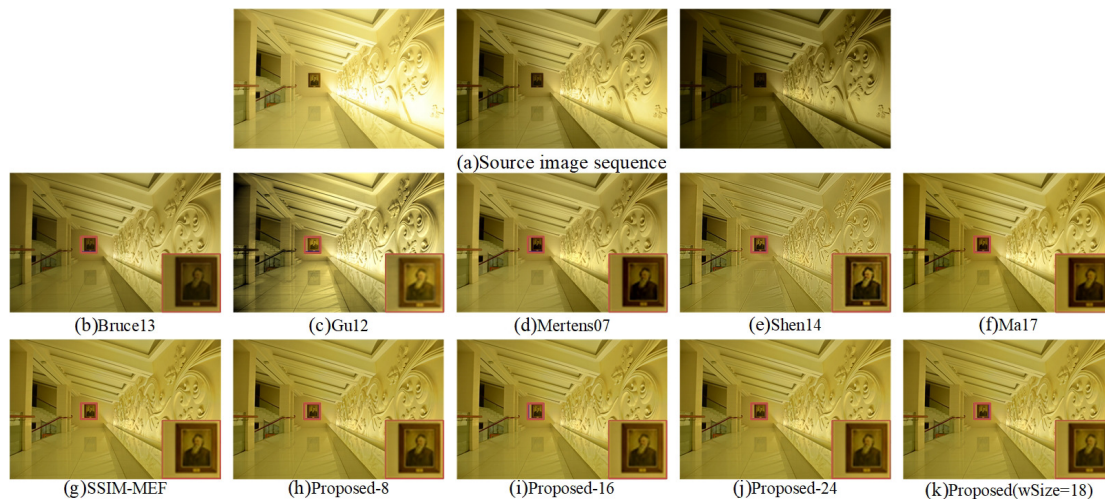 (a)Source image sequence
(b)Bruce13
(c)Gu12
(d)Mertens07
(e)Shen14
(f)Ma17
(g)SSIM-MEF
(h)Proposed-8
(i)Proposed-16
(j)Proposed-24
(k)Proposed(wSize=18)